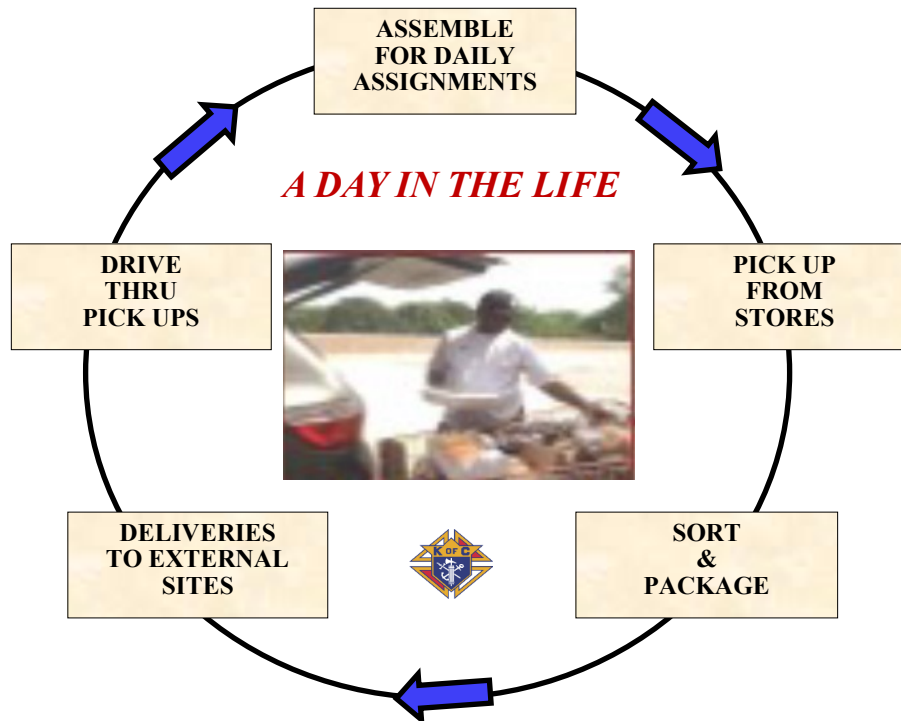 ASSEMBLE
FOR DAILY
ASSIGNMENTS
A DAY IN THE LIFE
DRIVE
THRU
PICK UPS
PICK UP
FROM
STORES
DELIVERIES
TO EXTERNAL
SITES
K OF C
SORT
&
PACKAGE